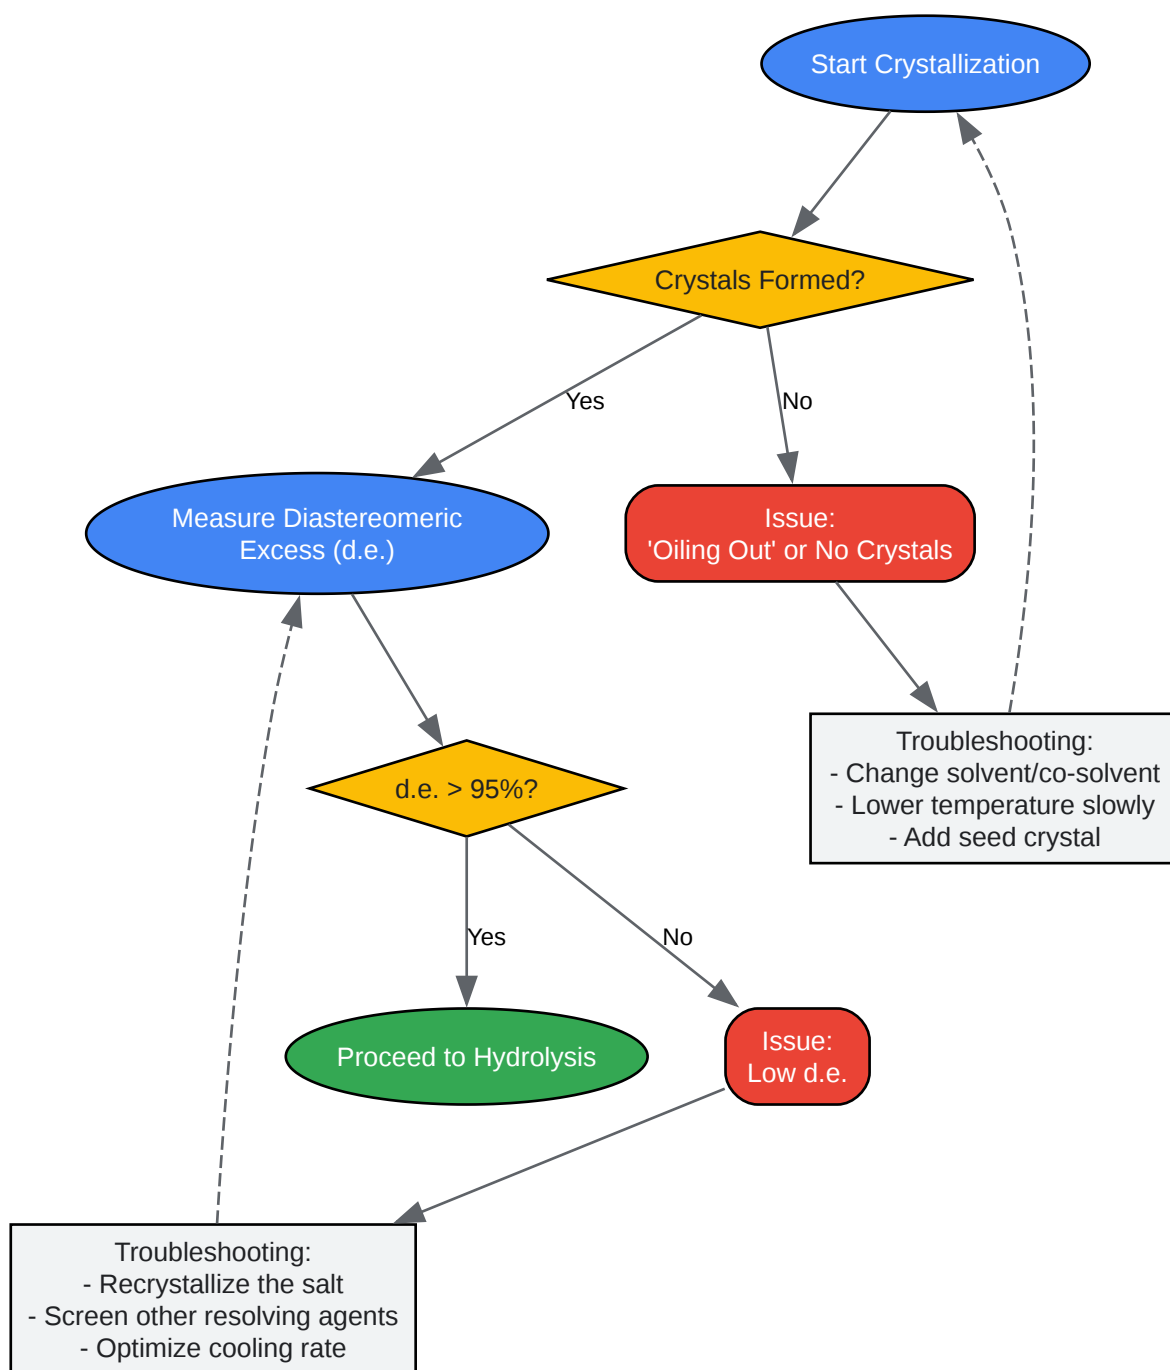 Start Crystallization
Crystals Formed?
Yes
No
Measure Diastereomeric
Excess (d.e.)
Issue:
'Oiling Out' or No Crystals
Troubleshooting:
- Change solvent/co-solvent
- Lower temperature slowly
- Add seed crystal
d.e. > 95%?
Yes
No
Proceed to Hydrolysis
Issue:
Low d.e.
Troubleshooting:
- Recrystallize the salt
- Screen other resolving agents
- Optimize cooling rate